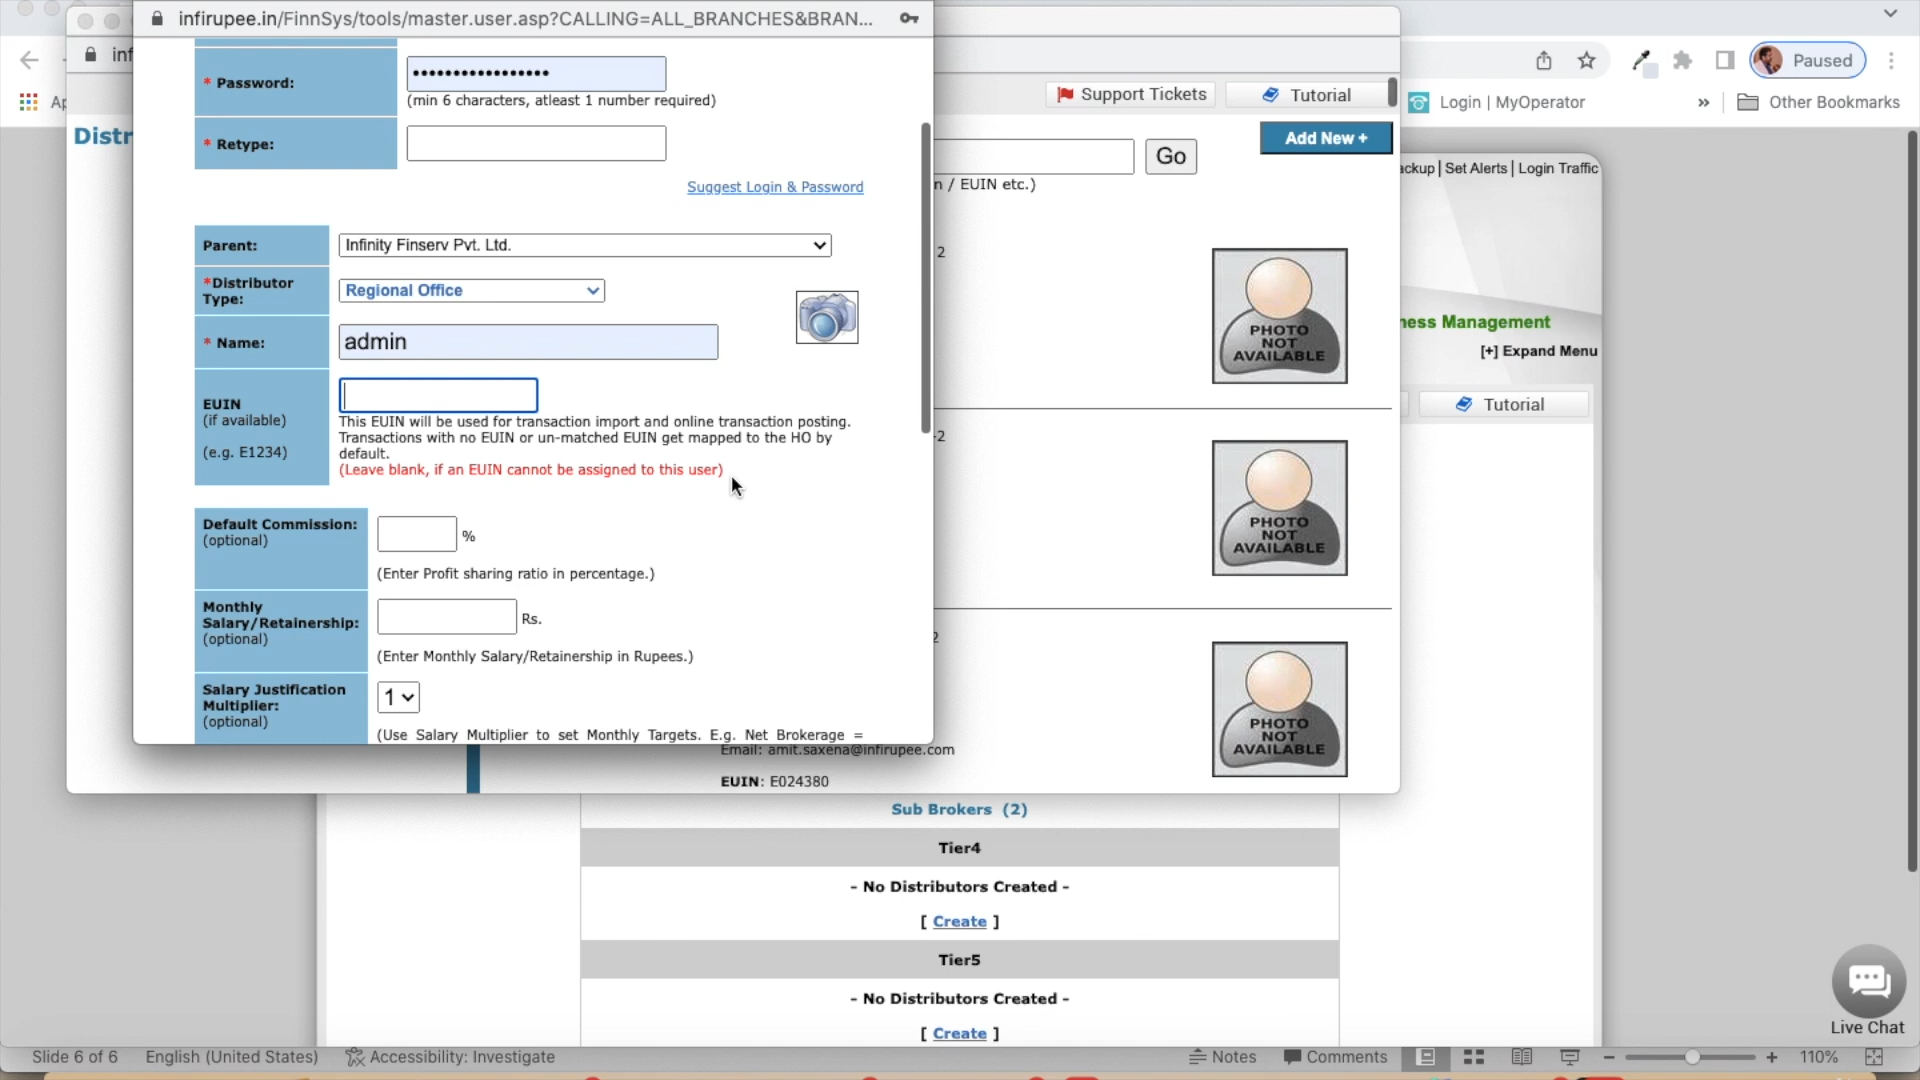 infirupee.in/FinnSys/tools/master.user.asp?CALLING=ALL_BRANCHES&BRAN...
inf
Paused
Login | MyOperator
»
Other Bookmarks
Distr
* Password:
•••••••••••••••••
(min 6 characters, atleast 1 number required)
* Retype:
Suggest Login & Password
Parent:
Infinity Finserv Pvt. Ltd.
*Distributor
Type:
Regional Office
* Name:
admin
EUIN
(if available)
(e.g. E1234)
This EUIN will be used for transaction import and online transaction posting.
Transactions with no EUIN or un-matched EUIN get mapped to the HO by
default.
(Leave blank, if an EUIN cannot be assigned to this user)
Default Commission:
(optional)
%
(Enter Profit sharing ratio in percentage.)
Monthly
Salary/Retainership:
(optional)
Rs.
(Enter Monthly Salary/Retainership in Rupees.)
Salary Justification
Multiplier:
(optional)
1
(Use Salary Multiplier to set Monthly Targets. E.g. Net Brokerage =
Support Tickets
Tutorial
Go
Add New +
n / EUIN etc.)
2
PHOTO
NOT
AVAILABLE
-2
PHOTO
NOT
AVAILABLE
2
PHOTO
NOT
AVAILABLE
Email: amit.saxena@infirupee.com
EUIN: E024380
ackup | Set Alerts | Login Traffic
ness Management
[+] Expand Menu
Tutorial
Sub Brokers (2)
Tier4
- No Distributors Created -
[ Create ]
Tier5
- No Distributors Created -
[ Create ]
Live Chat
Slide 6 of 6
English (United States)
Accessibility: Investigate
Notes
Comments
110%